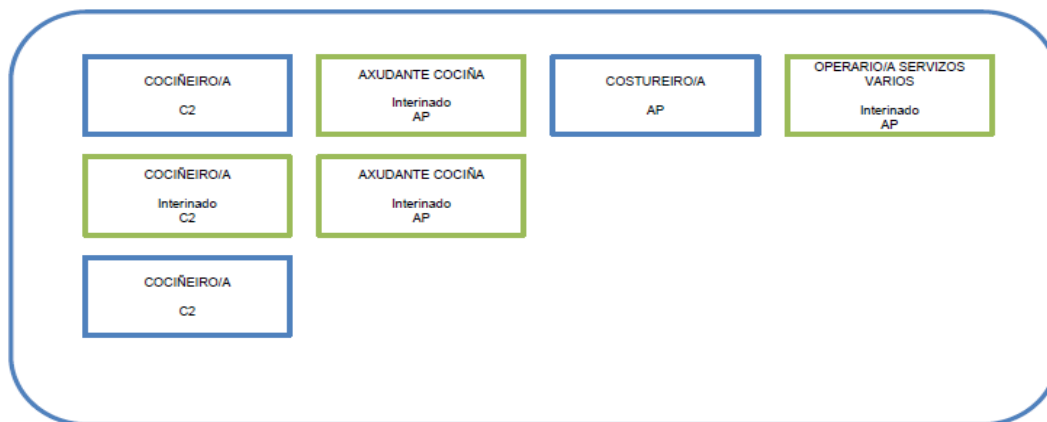 COCIÑEIRO/A
C2
AXUDANTE COCIÑA
Interinado
AP
COSTUREIRO/A
AP
OPERARIO/A SERVIZOS
VARIOS
Interinado
AP
COCIÑEIRO/A
Interinado
C2
AXUDANTE COCIÑA
Interinado
AP
COCIÑEIRO/A
C2